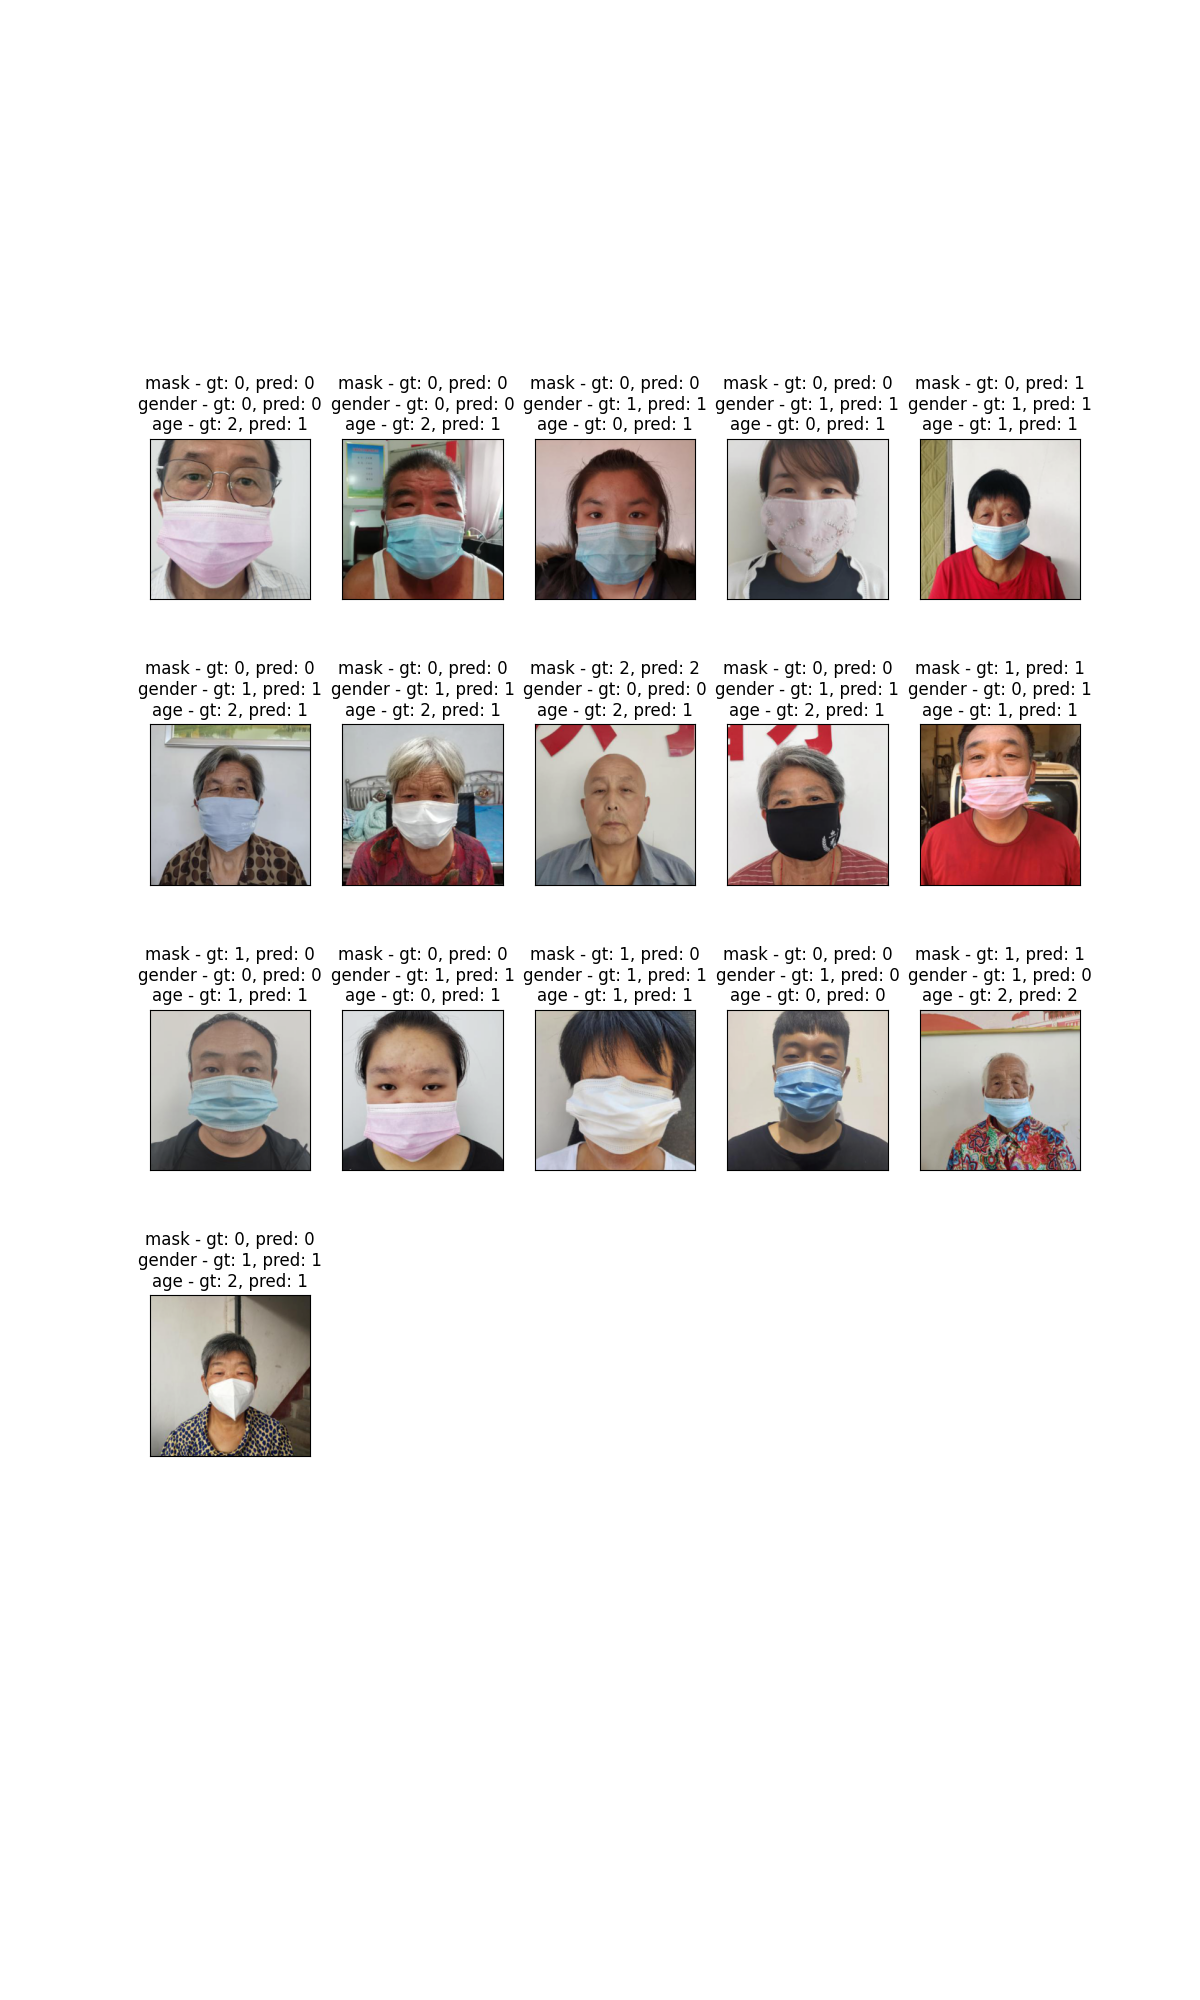 mask - gt: 0, pred: 0
gender - gt: 0, pred: 0
age - gt: 2, pred: 1
mask - gt: 0, pred: 0
gender - gt: 0, pred: 0
age - gt: 2, pred: 1
mask - gt: 0, pred: 0
gender - gt: 1, pred: 1
age - gt: 0, pred: 1
mask - gt: 0, pred: 0
gender - gt: 1, pred: 1
age - gt: 0, pred: 1
mask - gt: 0, pred: 1
gender - gt: 1, pred: 1
age - gt: 1, pred: 1
mask - gt: 0, pred: 0
gender - gt: 1, pred: 1
age - gt: 2, pred: 1
mask - gt: 0, pred: 0
gender - gt: 1, pred: 1
age - gt: 2, pred: 1
mask - gt: 2, pred: 2
gender - gt: 0, pred: 0
age - gt: 2, pred: 1
mask - gt: 0, pred: 0
gender - gt: 1, pred: 1
age - gt: 2, pred: 1
mask - gt: 1, pred: 1
gender - gt: 0, pred: 1
age - gt: 1, pred: 1
mask - gt: 1, pred: 0
gender - gt: 0, pred: 0
age - gt: 1, pred: 1
mask - gt: 0, pred: 0
gender - gt: 1, pred: 1
age - gt: 0, pred: 1
mask - gt: 1, pred: 0
gender - gt: 1, pred: 1
age - gt: 1, pred: 1
mask - gt: 0, pred: 0
gender - gt: 1, pred: 0
age - gt: 0, pred: 0
mask - gt: 1, pred: 1
gender - gt: 1, pred: 0
age - gt: 2, pred: 2
mask - gt: 0, pred: 0
gender - gt: 1, pred: 1
age - gt: 2, pred: 1